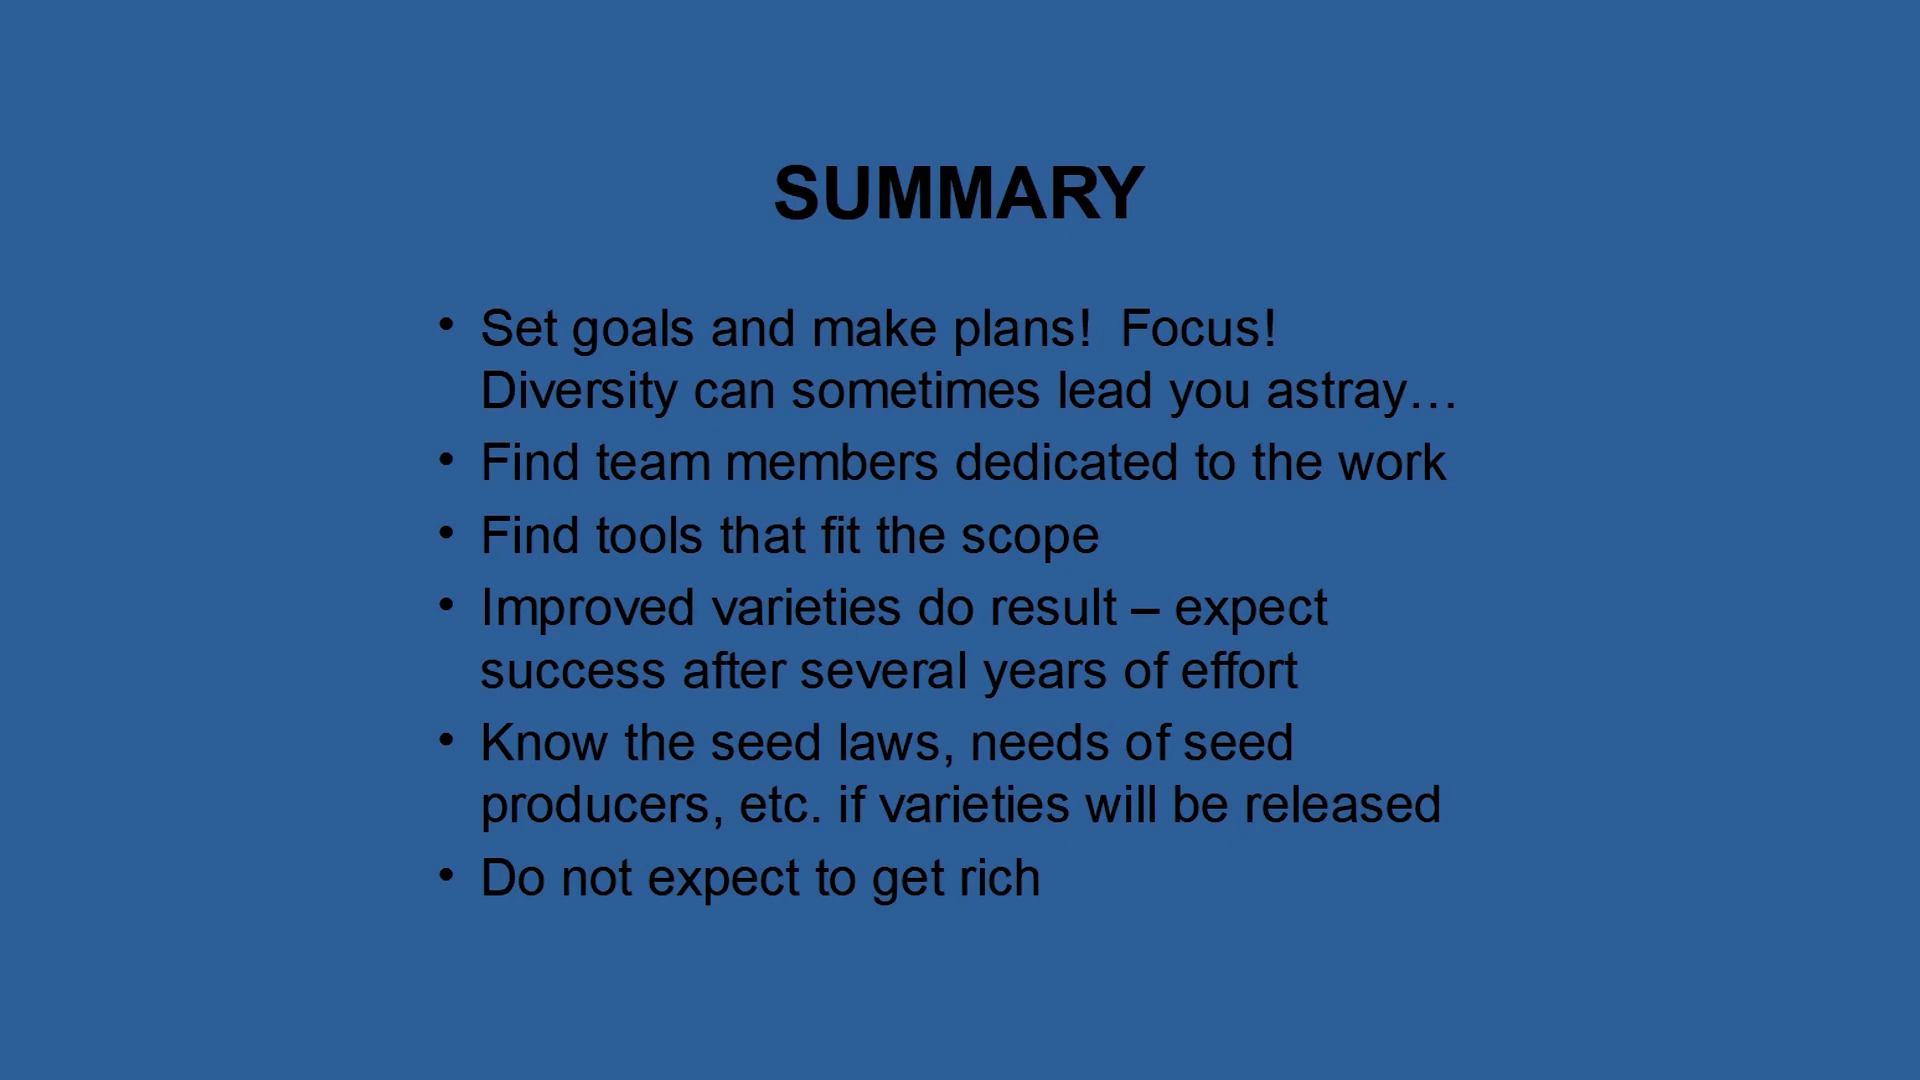 SUMMARY
• Set goals and make plans!  Focus!
Diversity can sometimes lead you astray…
• Find team members dedicated to the work
• Find tools that fit the scope
• Improved varieties do result – expect
success after several years of effort
• Know the seed laws, needs of seed
producers, etc. if varieties will be released
• Do not expect to get rich